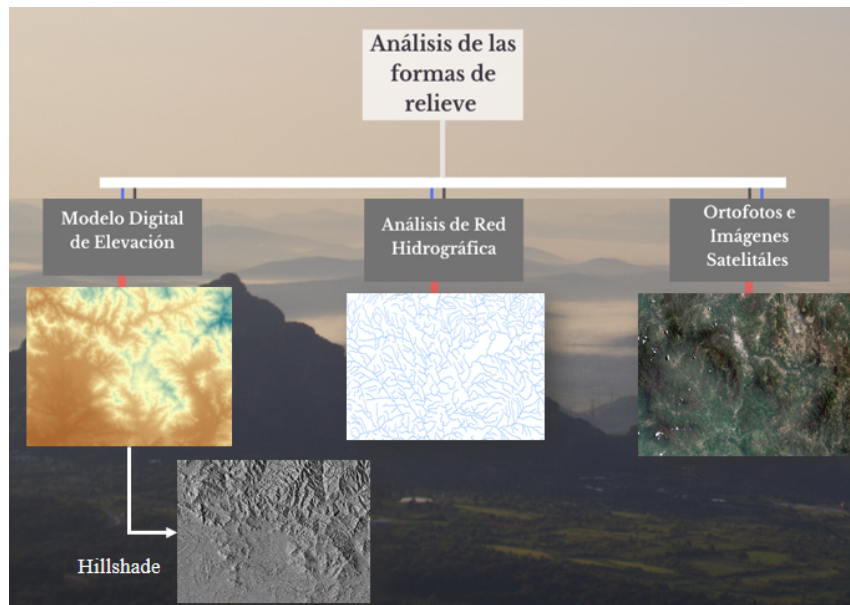 Análisis de las
formas de
relieve
Modelo Digital
de Elevación
Análisis de Red
Hidrográfica
Ortofotos e
Imágenes
Satelitáles
Hillshade